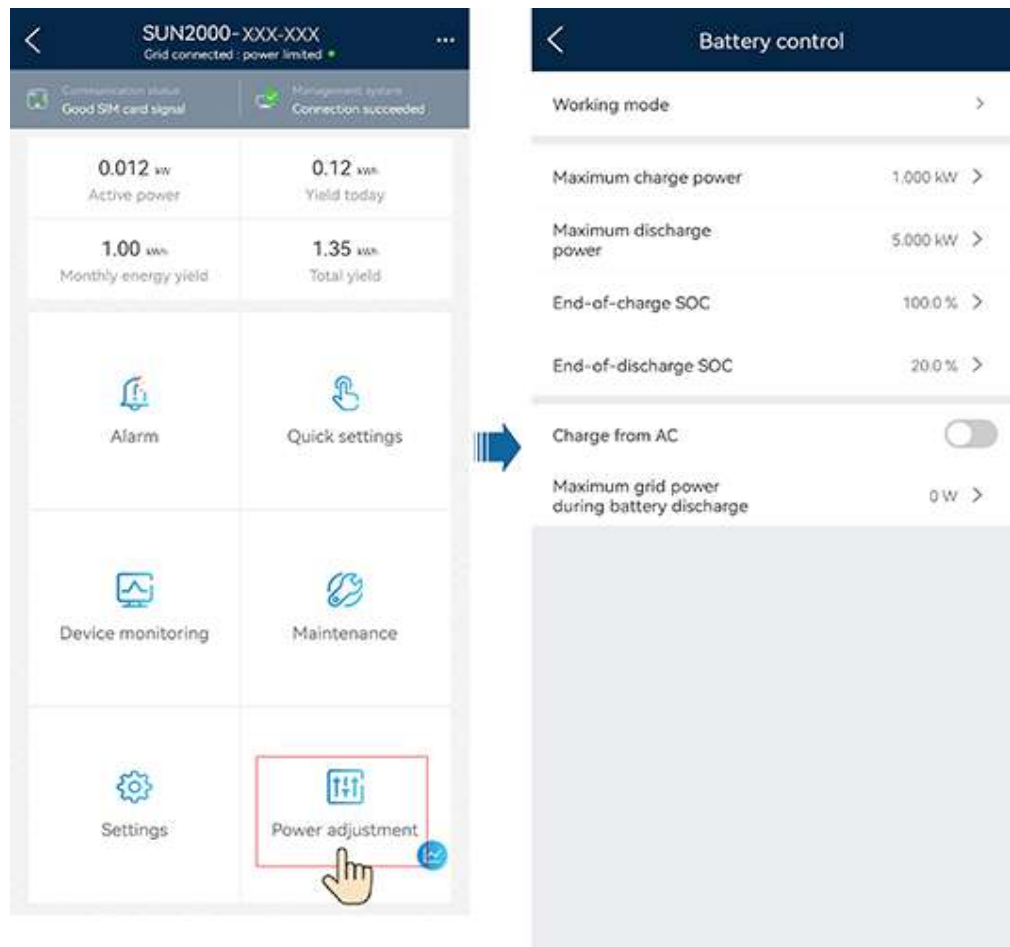 SUN2000-XXX-XXX
Grid connected : power limited
Communication status
Good SIM card signal
Management system
Connection succeeded
0.012 kW
Active power
0.12 kWh
Yield today
1.00 kWh
Monthly energy yield
1.35 kWh
Total yield
Alarm
Quick settings
Device monitoring
Maintenance
Settings
Power adjustment
Battery control
Working mode
Maximum charge power
1.000 kW
Maximum discharge
power
5.000 kW
End-of-charge SOC
100.0 %
End-of-discharge SOC
20.0 %
Charge from AC
Maximum grid power
during battery discharge
0 W